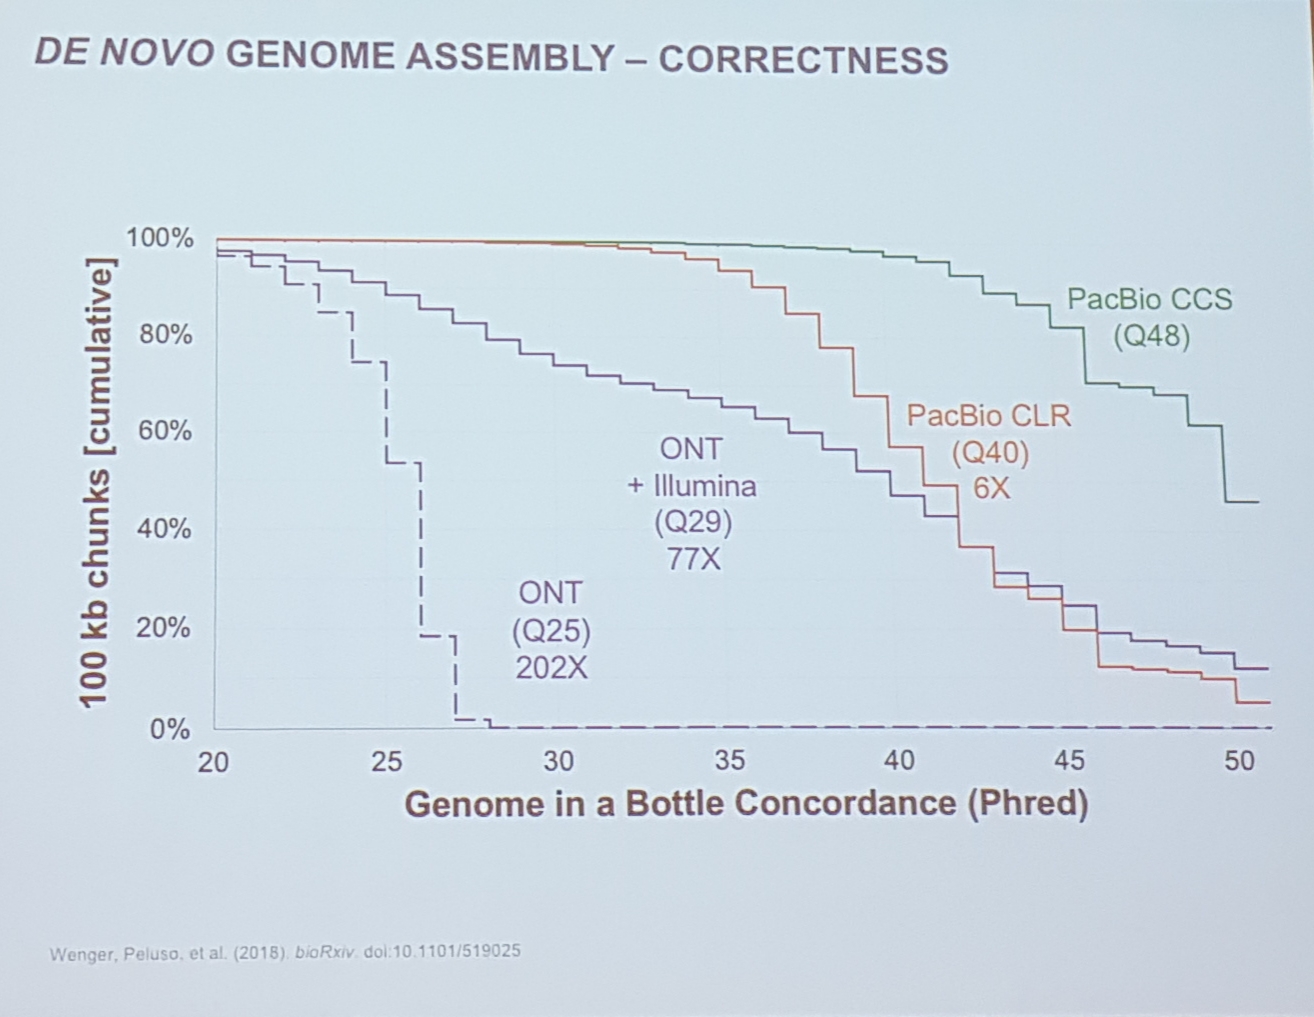 DE NOVO GENOME ASSEMBLY – CORRECTNESS
100%
80%
60%
40%
20%
0%
100 kb chunks [cumulative]
PacBio CCS
(Q48)
PacBio CLR
(Q40)
6X
ONT
+ Illumina
(Q29)
77X
ONT
(Q25)
202X
20 25 30 35 40 45 50
Genome in a Bottle Concordance (Phred)
Wenger, Peluso, et al. (2018). bioRxiv. doi:10.1101/519025